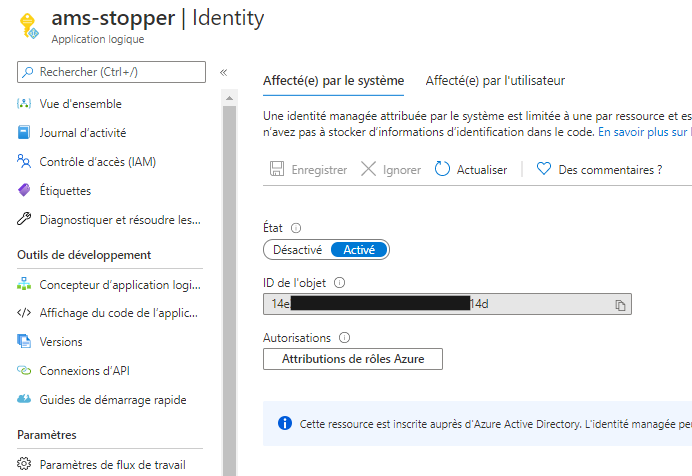 ams-stopper | Identity
Application logique
Rechercher (Ctrl+/)
«
Vue d'ensemble
Journal d'activité
Contrôle d'accès (IAM)
Étiquettes
Diagnostiquer et résoudre les...
Outils de développement
Concepteur d'application logi...
Affichage du code de l'applic...
Versions
Connexions d'API
Guides de démarrage rapide
Paramètres
Paramètres de flux de travail
Affecté(e) par le système
Affecté(e) par l'utilisateur
Une identité managée attribuée par le système est limitée à une par ressource et es
n'avez pas à stocker d'informations d'identification dans le code. En savoir plus sur l
Enregistrer
Ignorer
Actualiser
Des commentaires ?
État
Désactivé
Activé
ID de l'objet
14e
14d
Autorisations
Attributions de rôles Azure
Cette ressource est inscrite auprès d'Azure Active Directory. L'identité managée pe